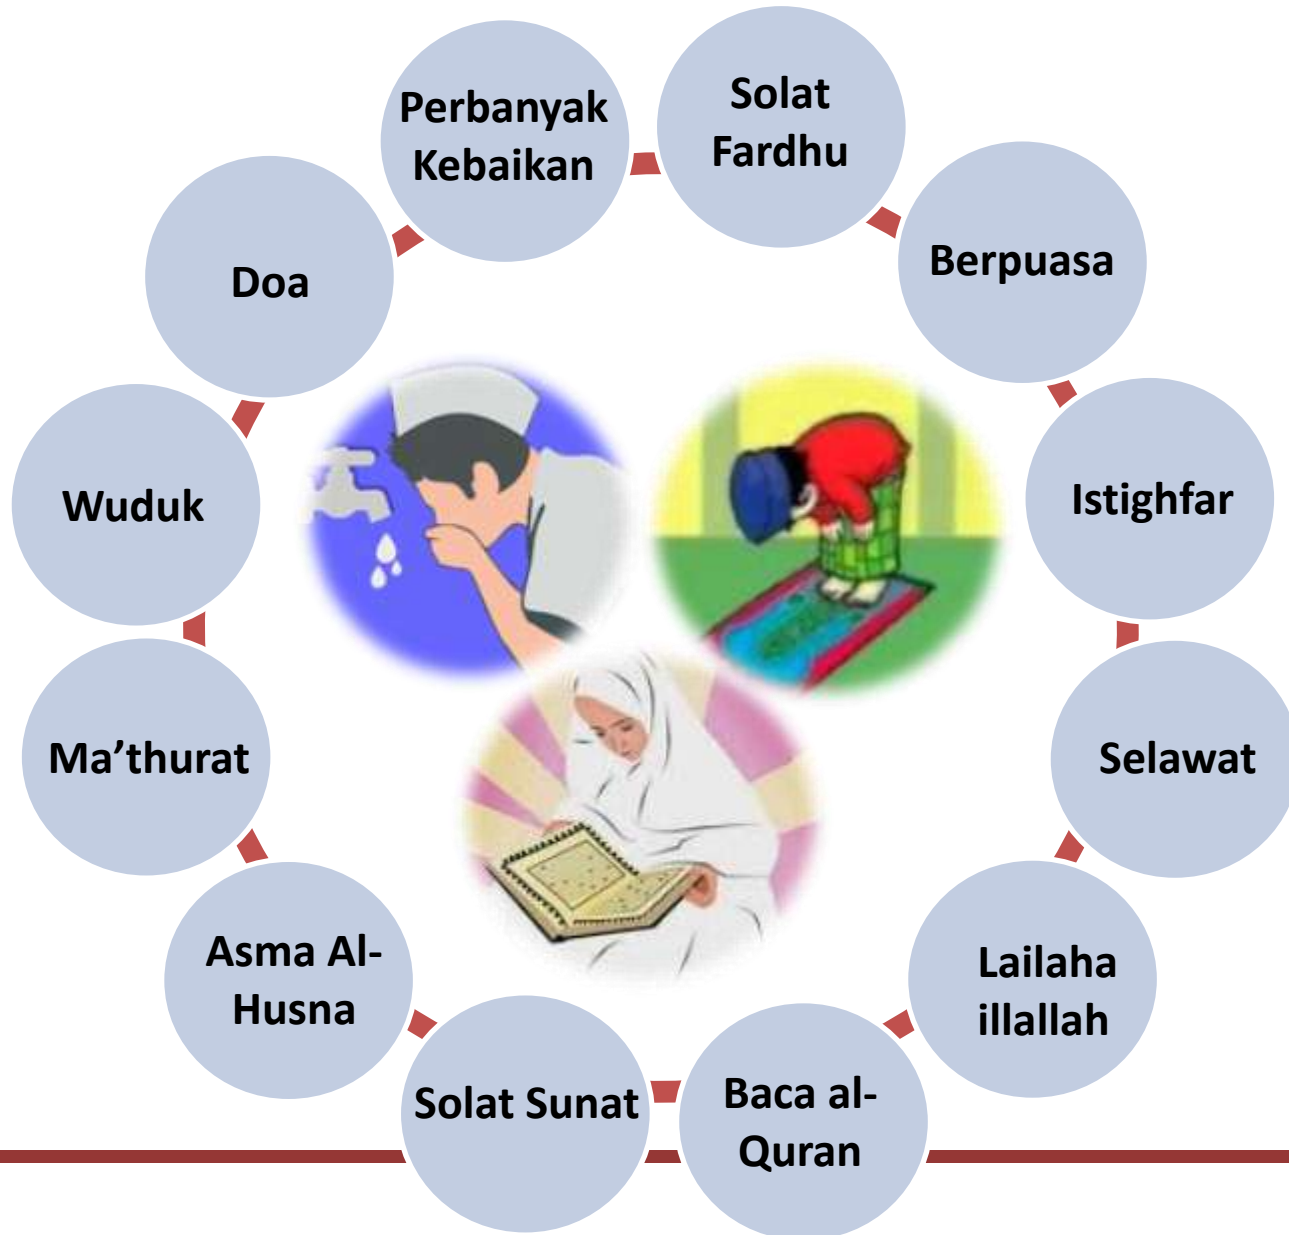 Solat
Fardhu
Berpuasa
Istighfar
Selawat
Lailaha
illallah
Baca al-
Quran
Solat Sunat
Asma Al-
Husna
Ma’thurat
Wuduk
Doa
Perbanyak
Kebaikan